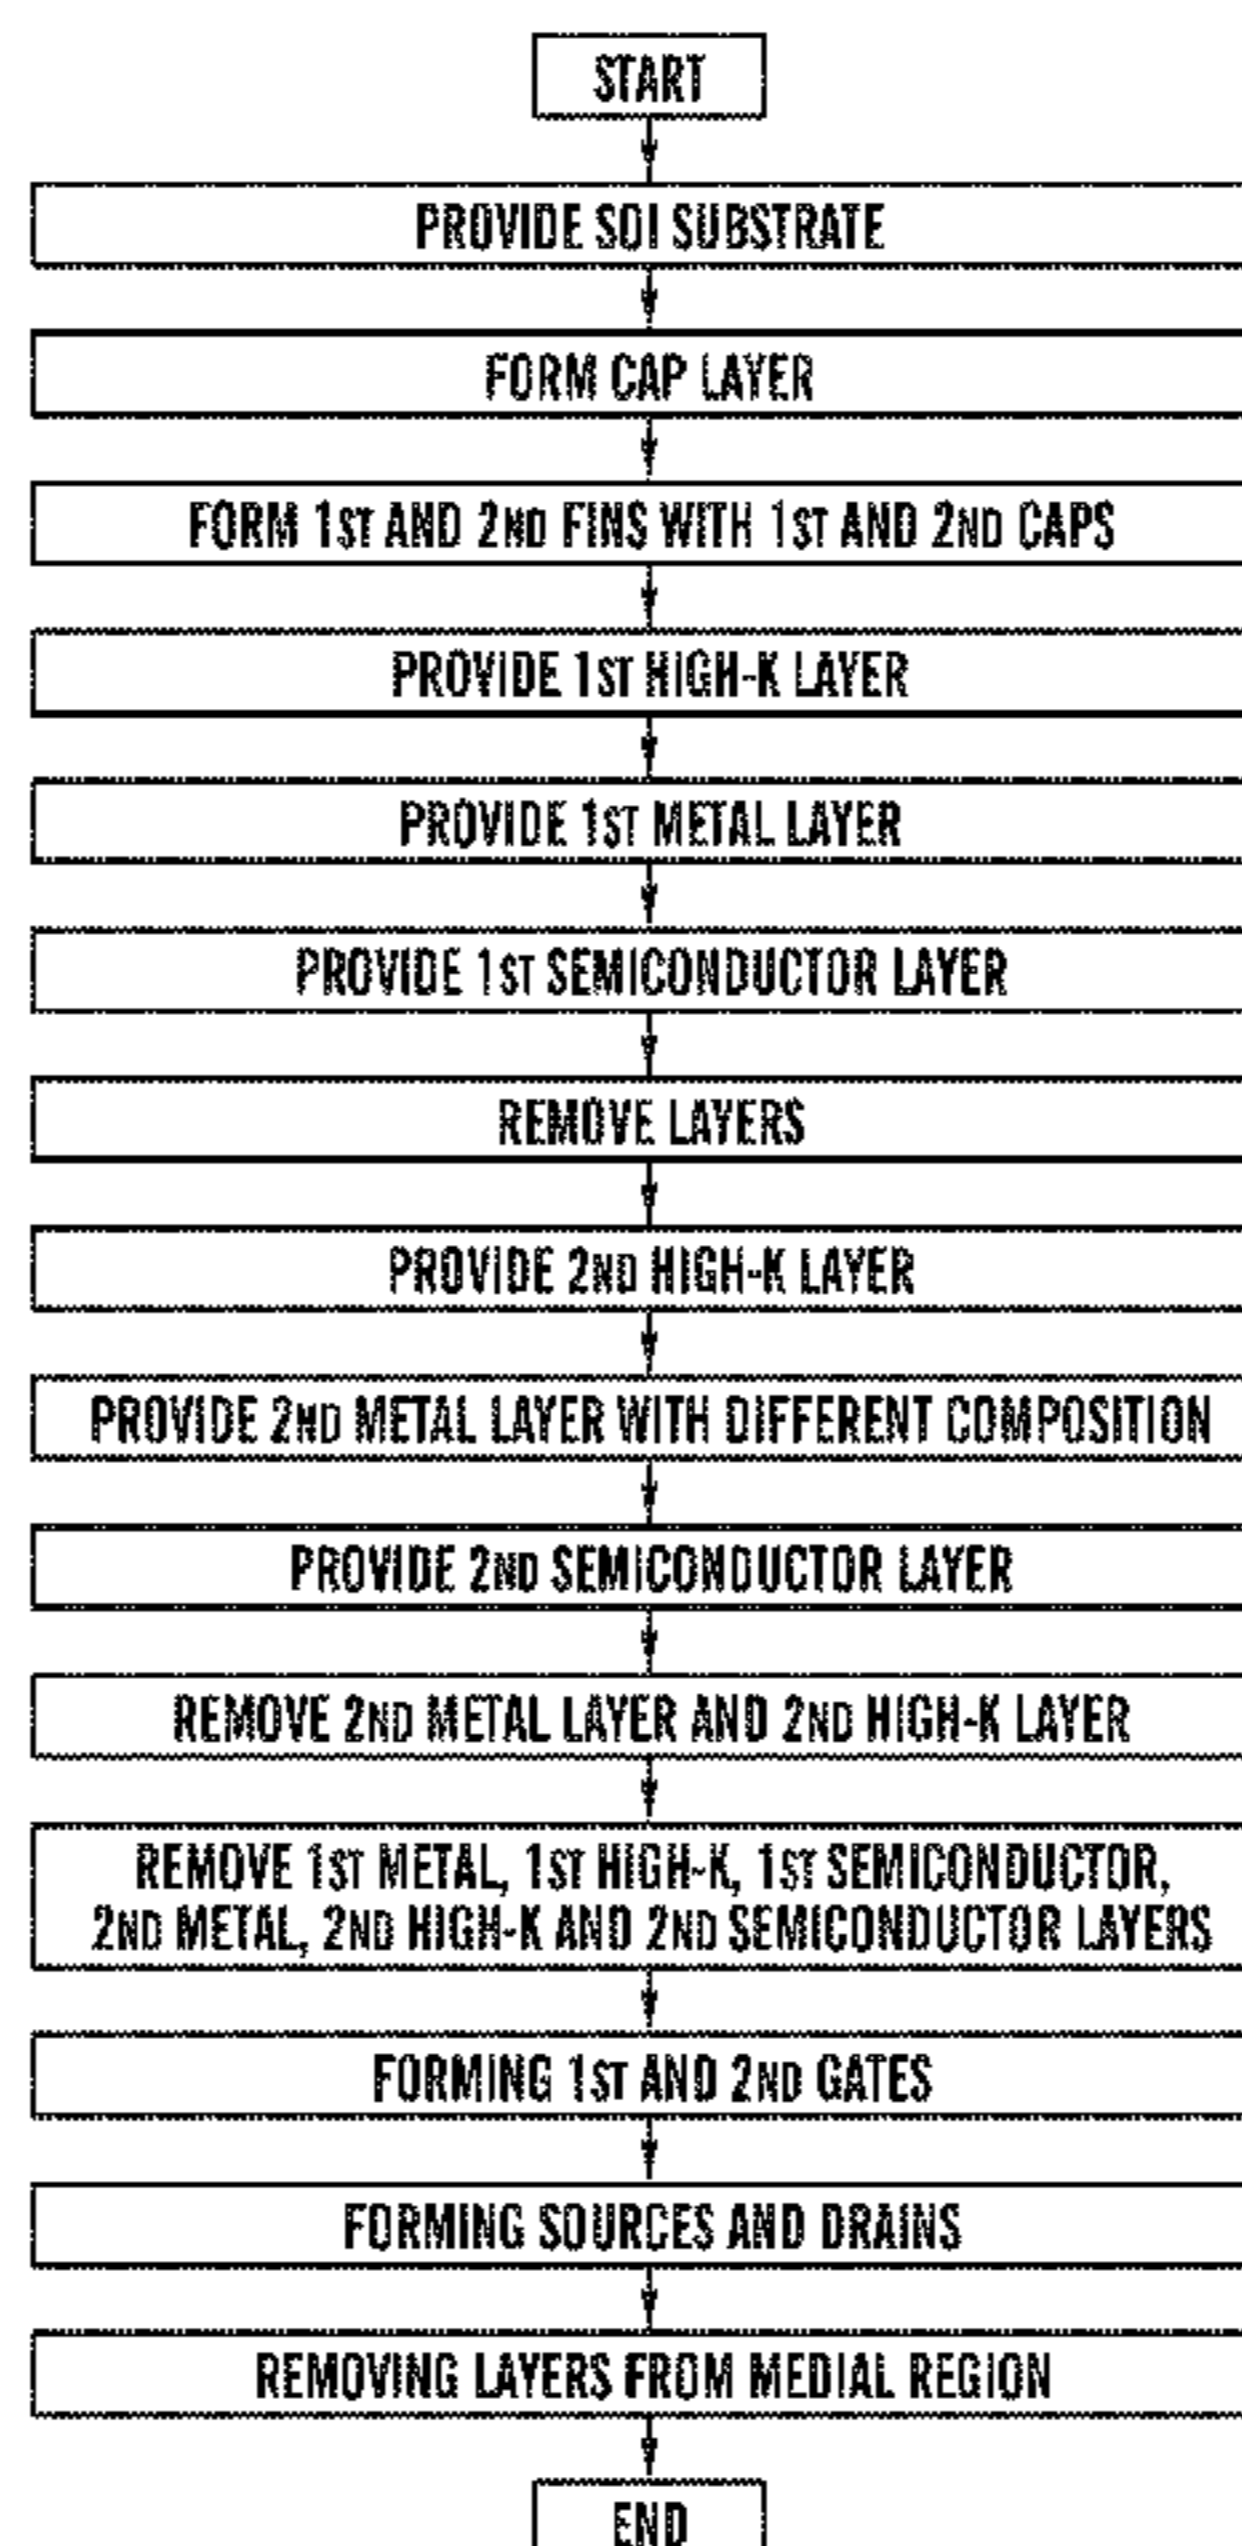 START
PROVIDE SOI SUBSTRATE
FORM CAP LAYER
FORM 1ST AND 2ND FINS WITH 1ST AND 2ND CAPS
PROVIDE 1ST HIGH-K LAYER
PROVIDE 1ST METAL LAYER
PROVIDE 1ST SEMICONDUCTOR LAYER
REMOVE LAYERS
PROVIDE 2ND HIGH-K LAYER
PROVIDE 2ND METAL LAYER WITH DIFFERENT COMPOSITION
PROVIDE 2ND SEMICONDUCTOR LAYER
REMOVE 2ND METAL LAYER AND 2ND HIGH-K LAYER
REMOVE 1ST METAL, 1ST HIGH-K, 1ST SEMICONDUCTOR,
2ND METAL, 2ND HIGH-K AND 2ND SEMICONDUCTOR LAYERS
FORMING 1ST AND 2ND GATES
FORMING SOURCES AND DRAINS
REMOVING LAYERS FROM MEDIAL REGION
END